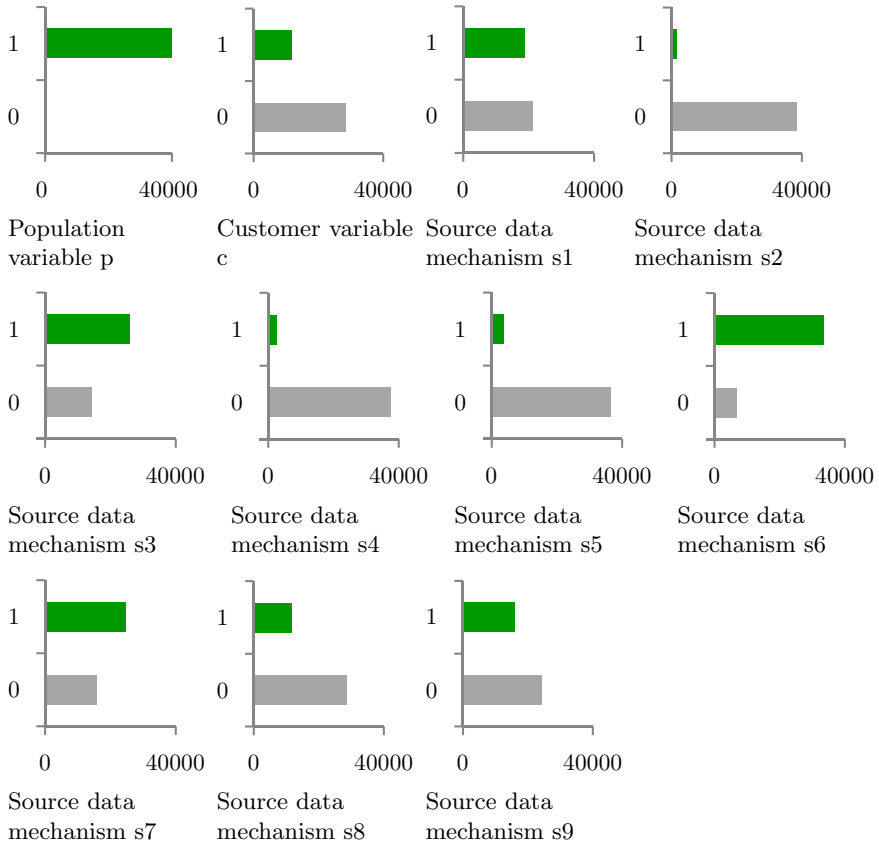 1
0
0 40000
Population
variable p
1
0
0 40000
Customer variable
c
1
0
0 40000
Source data
mechanism s1
1
0
0 40000
Source data
mechanism s2
1
0
0 40000
Source data
mechanism s3
1
0
0 40000
Source data
mechanism s4
1
0
0 40000
Source data
mechanism s5
1
0
0 40000
Source data
mechanism s6
1
0
0 40000
Source data
mechanism s7
1
0
0 40000
Source data
mechanism s8
1
0
0 40000
Source data
mechanism s9